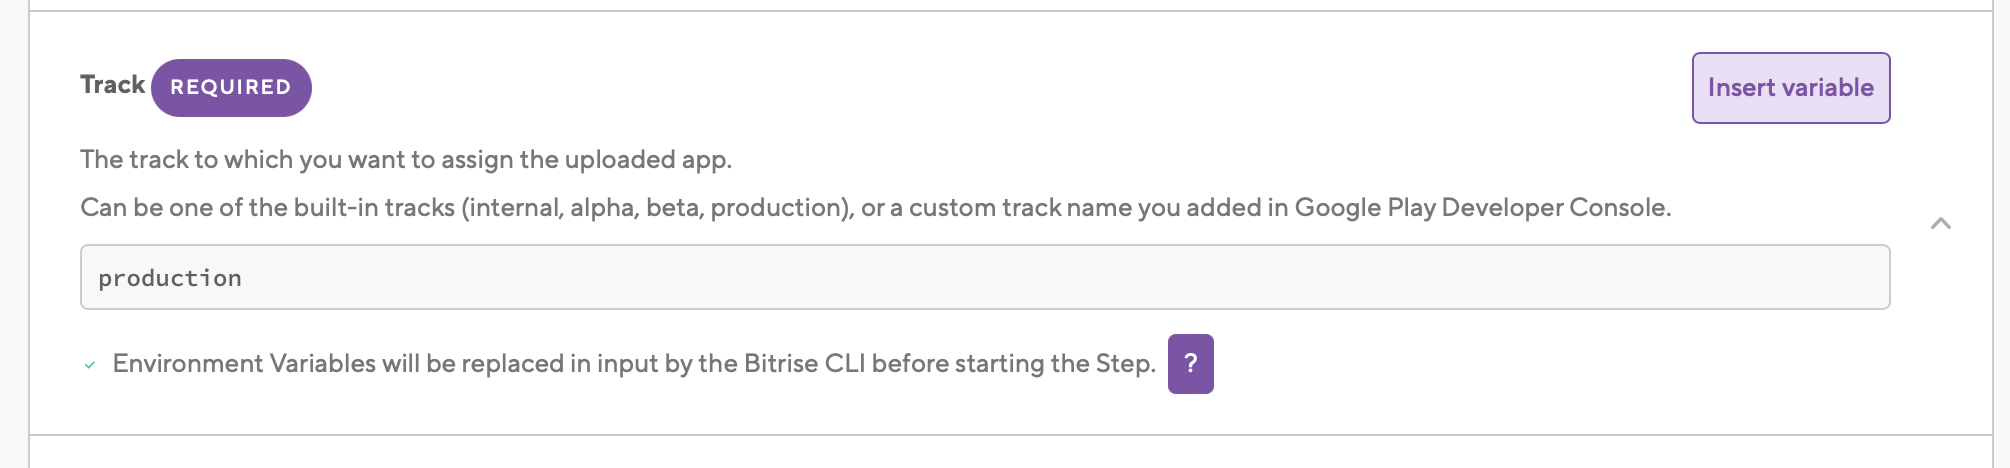 Track REQUIRED
Insert variable
The track to which you want to assign the uploaded app.
Can be one of the built-in tracks (internal, alpha, beta, production), or a custom track name you added in Google Play Developer Console.
production
Environment Variables will be replaced in input by the Bitrise CLI before starting the Step. ?